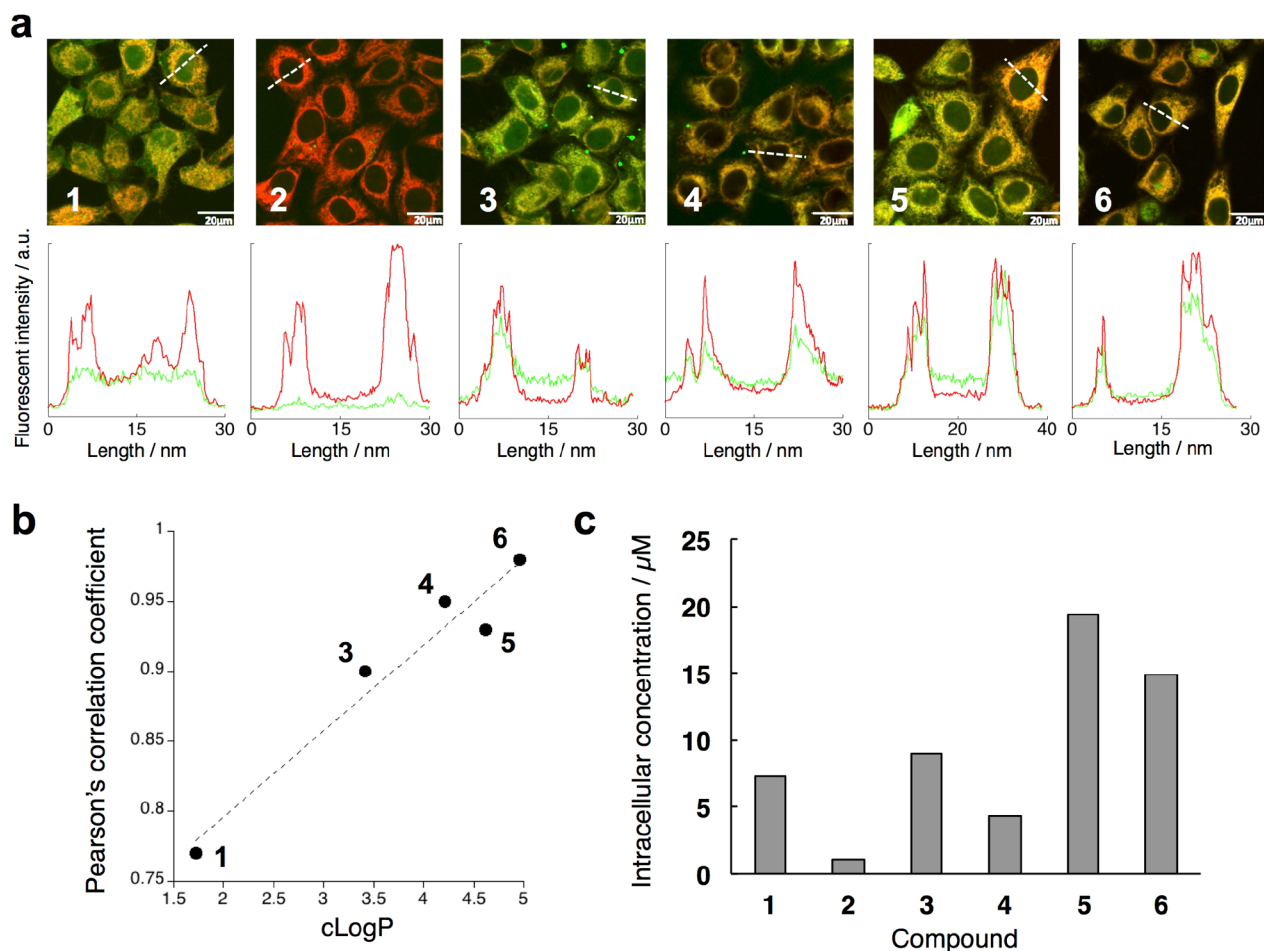 a
1 2 3 4 5 6
20μm 20μm 20μm 20μm 20μm 20μm
Fluorescent intensity / a.u.
0 15 30 0 15 30 0 15 30 0 15 30 0 10 20 30 40 0 15 30
Length / nm Length / nm Length / nm Length / nm Length / nm Length / nm
b
Pearson's correlation coefficient
1
0.95
0.9
0.85
0.8
0.75
6
4
5
3
1
1.5 2 2.5 3 3.5 4 4.5 5
cLogP
c
Intracellular concentration / μM
25
20
15
10
5
0
1 2 3 4 5 6
Compound